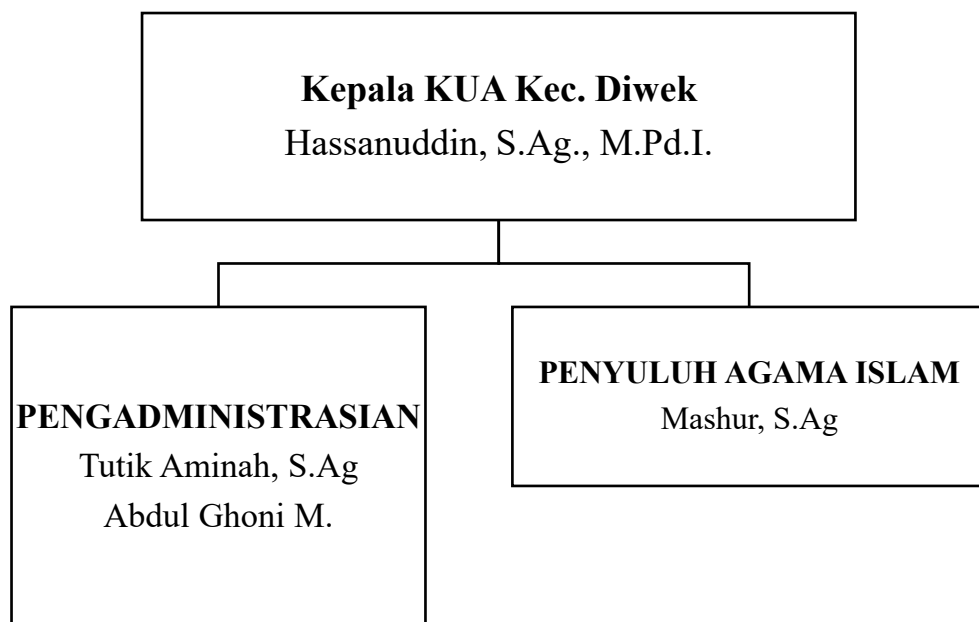 Kepala KUA Kec. Diwek
Hassanuddin, S.Ag., M.Pd.I.
PENGADMINISTRASIAN
Tutik Aminah, S.Ag
Abdul Ghoni M.
PENYULUH AGAMA ISLAM
Mashur, S.Ag